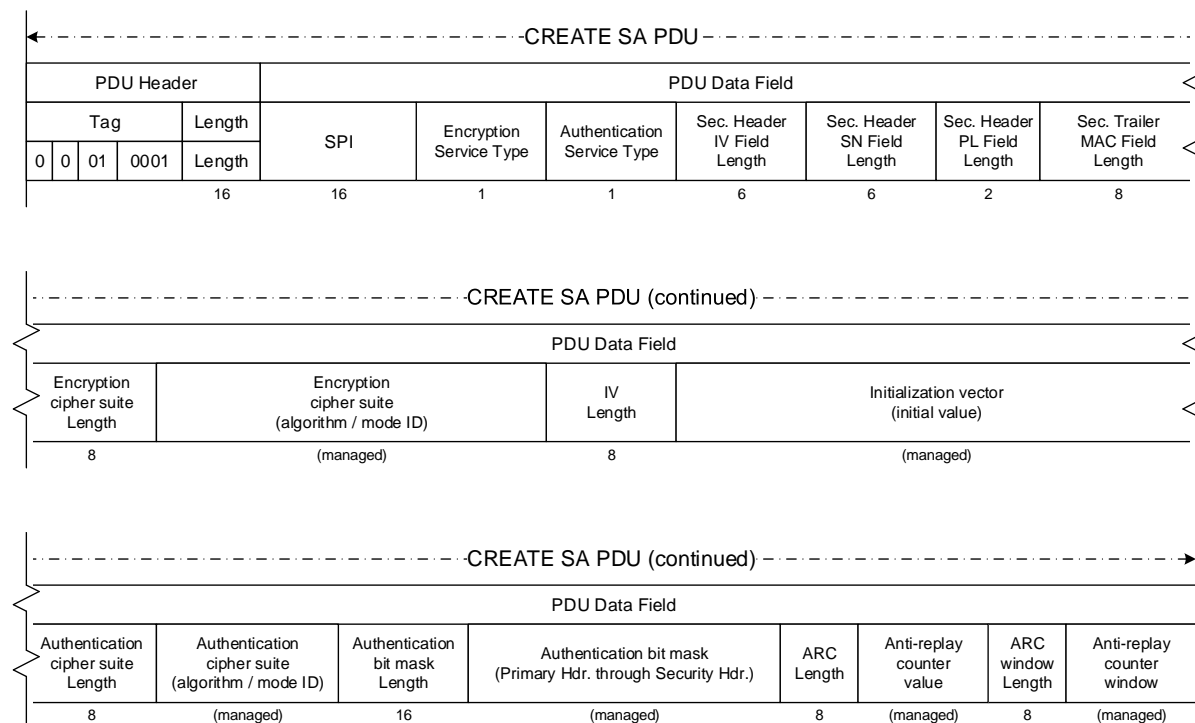 CREATE SA PDU
PDU Header PDU Data Field
Tag Length SPI Encryption Service Type Authentication Service Type Sec. Header IV Field Length Sec. Header SN Field Length Sec. Header PL Field Length Sec. Trailer MAC Field Length
0 0 01 0001 Length
16 16 1 1 6 6 2 8
CREATE SA PDU (continued)
PDU Data Field
Encryption cipher suite Length Encryption cipher suite (algorithm / mode ID) IV Length Initialization vector (initial value)
8 (managed) 8 (managed)
CREATE SA PDU (continued)
PDU Data Field
Authentication cipher suite Length Authentication cipher suite (algorithm / mode ID) Authentication bit mask Length Authentication bit mask (Primary Hdr. through Security Hdr.) ARC Length Anti-replay counter value ARC window Length Anti-replay counter window
8 (managed) 16 (managed) 8 (managed) 8 (managed)